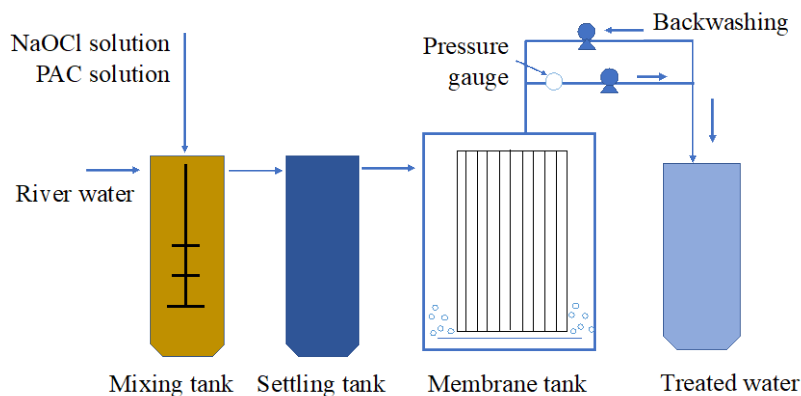 NaOCl solution
PAC solution
River water
Pressure
gauge
Backwashing
Mixing tank
Settling tank
Membrane tank
Treated water